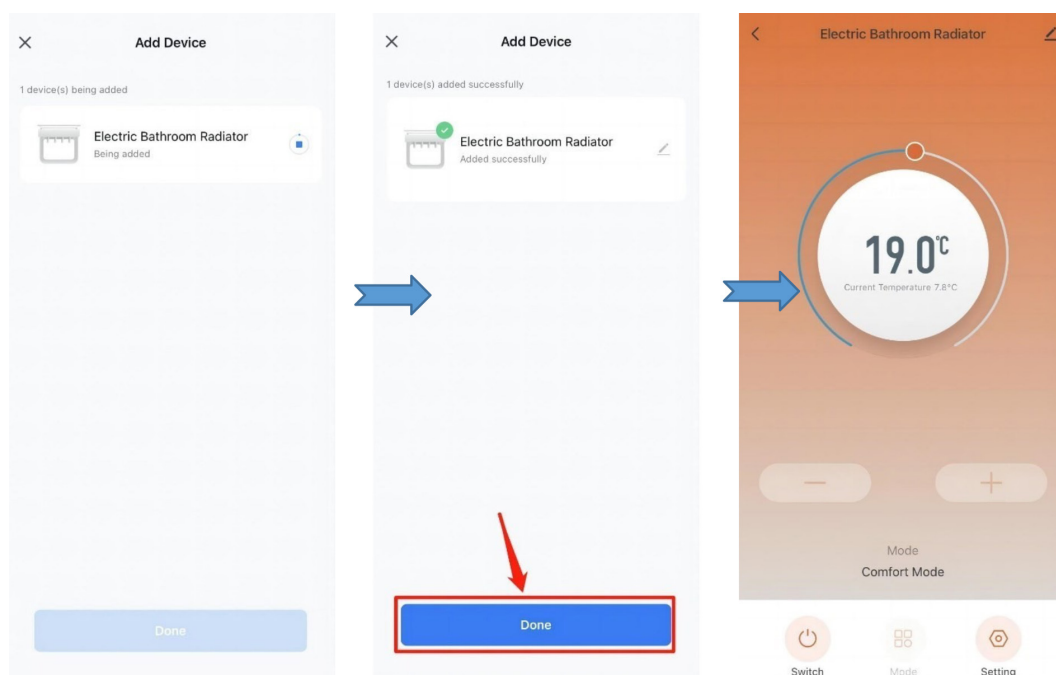 Add Device
1 device(s) being added
Electric Bathroom Radiator
Being added
Done
Add Device
1 device(s) added successfully
Electric Bathroom Radiator
Added successfully
Done
Electric Bathroom Radiator
19.0°C
Current Temperature 7.8°C
Mode
Comfort Mode
Switch
Mode
Setting